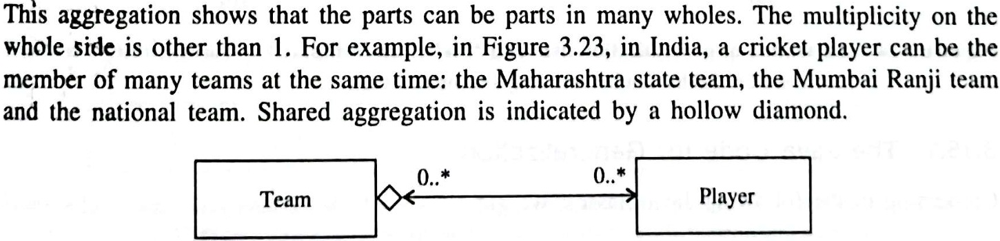 This aggregation shows that the parts can be parts in many wholes. The multiplicity on the
whole side is other than 1. For example, in Figure 3.23, in India, a cricket player can be the
member of many teams at the same time: the Maharashtra state team, the Mumbai Ranji team
and the national team. Shared aggregation is indicated by a hollow diamond.
0..* 0..*
Team Player